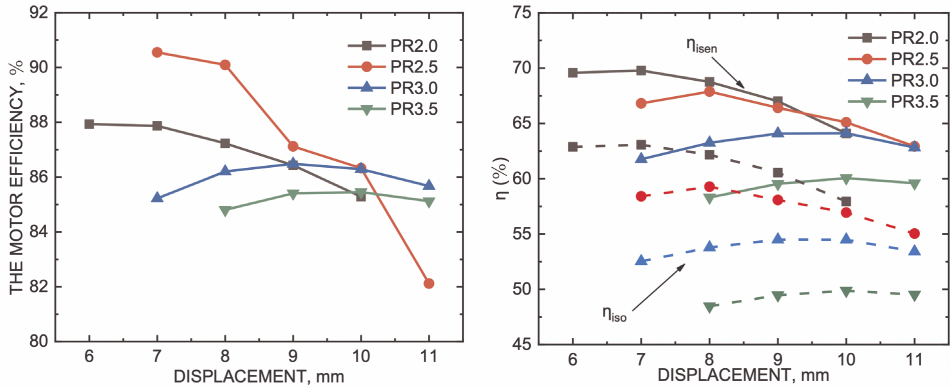 THE MOTOR EFFICIENCY, %
92
90
88
86
84
82
80
6 7 8 9 10 11
DISPLACEMENT, mm
PR2.0
PR2.5
PR3.0
PR3.5
η (%)
75
70
65
60
55
50
45
6 7 8 9 10 11
DISPLACEMENT, mm
ηisen
ηiso
PR2.0
PR2.5
PR3.0
PR3.5